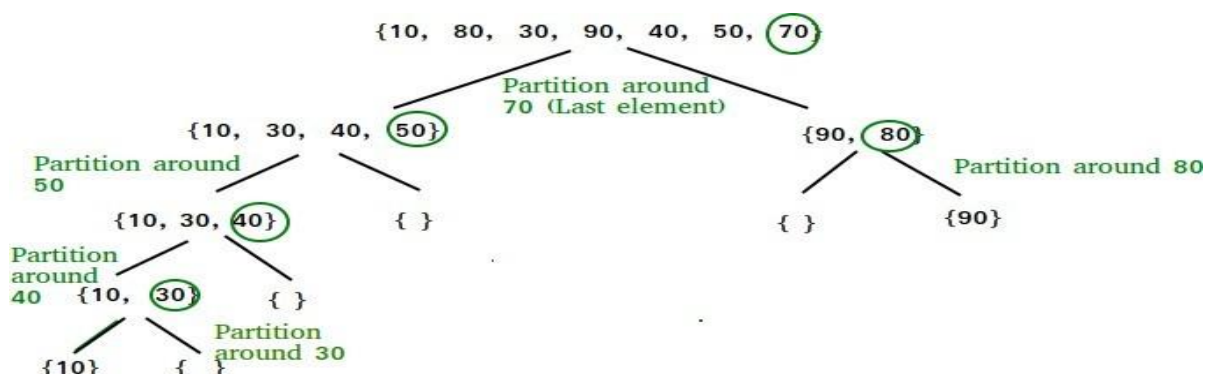 {10, 80, 30, 90, 40, 50, 70}
Partition around
70 (Last element)
{10, 30, 40, 50}
{90, 80}
Partition around
50
Partition around 80
{10, 30, 40}
{ }
{ }
{90}
Partition
around
40
{10, 30}
{ }
Partition
around 30
{10}
{ }